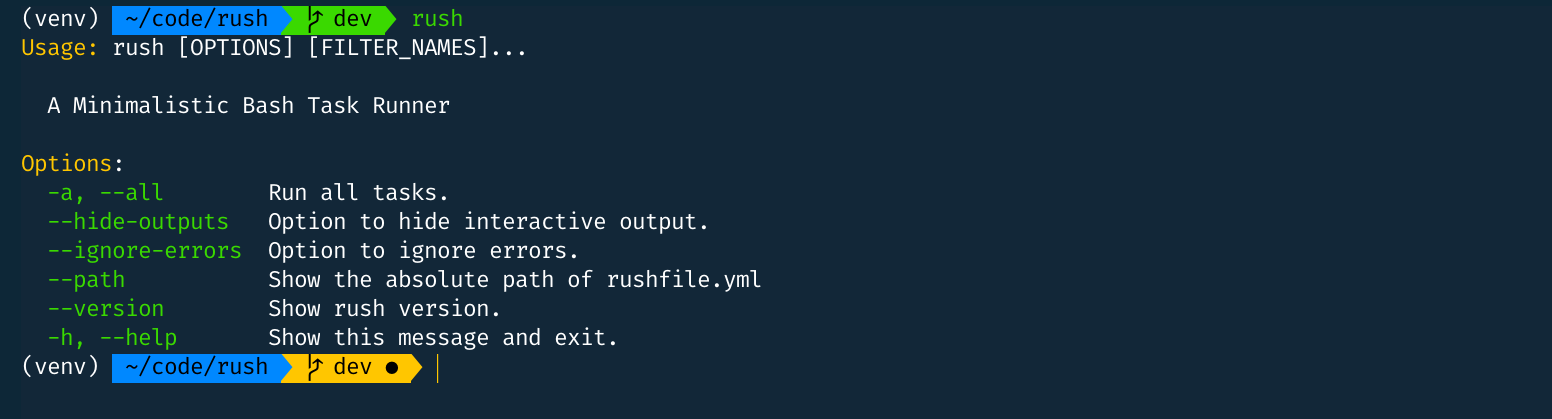 (venv) ~/code/rush dev rush
Usage: rush [OPTIONS] [FILTER_NAMES]...
A Minimalistic Bash Task Runner
Options:
-a, --all Run all tasks.
--hide-outputs Option to hide interactive output.
--ignore-errors Option to ignore errors.
--path Show the absolute path of rushfile.yml
--version Show rush version.
-h, --help Show this message and exit.
(venv) ~/code/rush dev ●